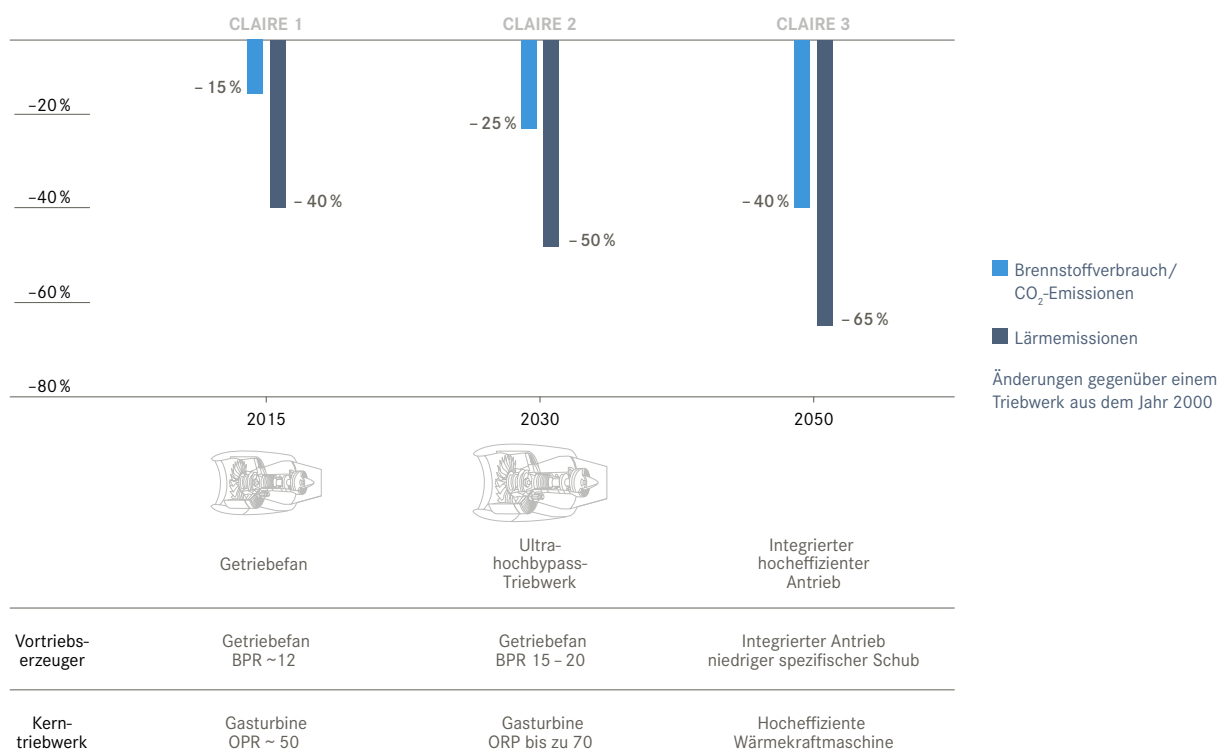 CLAIRE 1
CLAIRE 2
CLAIRE 3
–20 %
–40 %
–60 %
–80 %
– 15 %
– 40 %
– 25 %
– 50 %
– 40 %
– 65 %
Brennstoffverbrauch/
CO₂-Emissionen
Lärmemissionen
Änderungen gegenüber einem
Triebwerk aus dem Jahr 2000
2015
2030
2050
Getriebefan
Ultra-
hochbypass-
Triebwerk
Integrierter
hocheffizienter
Antrieb
Vortriebs-
erzeuger
Getriebefan
BPR ~12
Getriebefan
BPR 15 – 20
Integrierter Antrieb
niedriger spezifischer Schub
Kern-
triebwerk
Gasturbine
OPR ~ 50
Gasturbine
ORP bis zu 70
Hocheffiziente
Wärmekraftmaschine